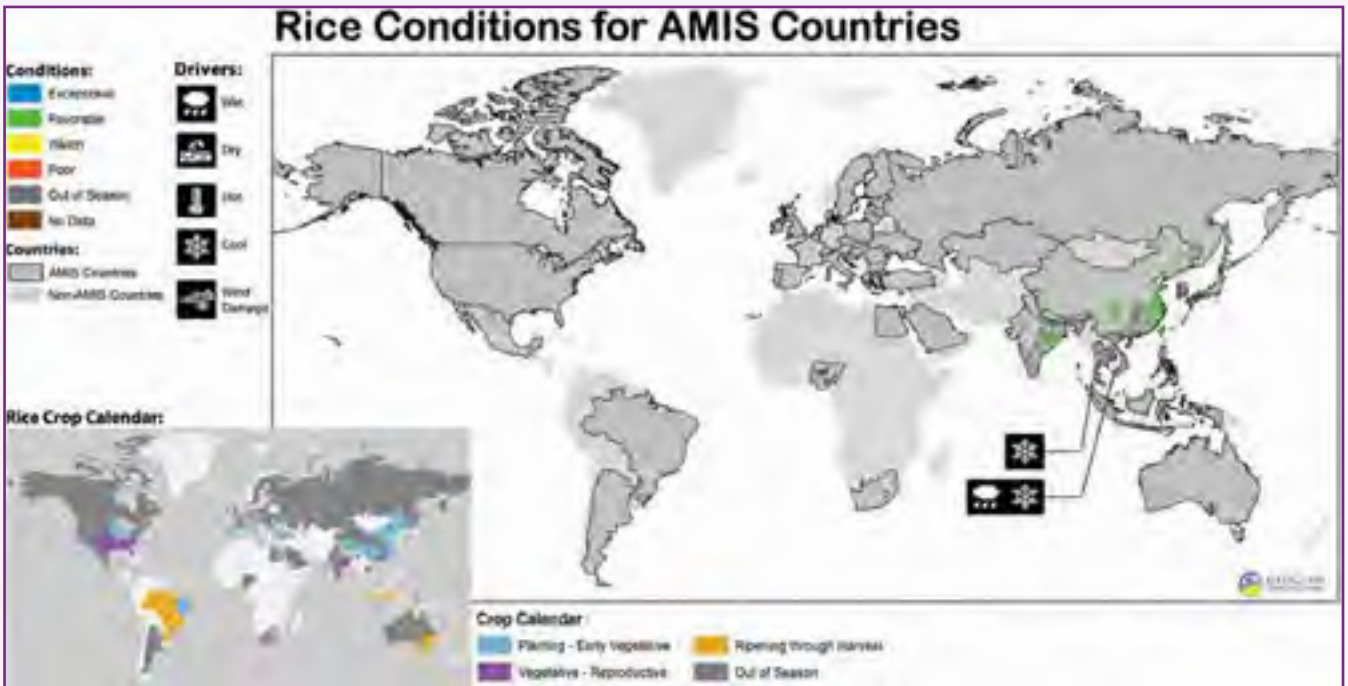 Rice Conditions for AMIS Countries
Conditions:
Exceptional
Favorable
Watch
Poor
Out of Season
No Data
Countries:
AMIS Countries
Non-AMIS Countries
Drivers:
Wet
Dry
Hot
Cool
Wind
Damage
Rice Crop Calendar:
Crop Calendar
Planting - Early Vegetative
Vegetative - Reproductive
Ripening through Harvest
Out of Season